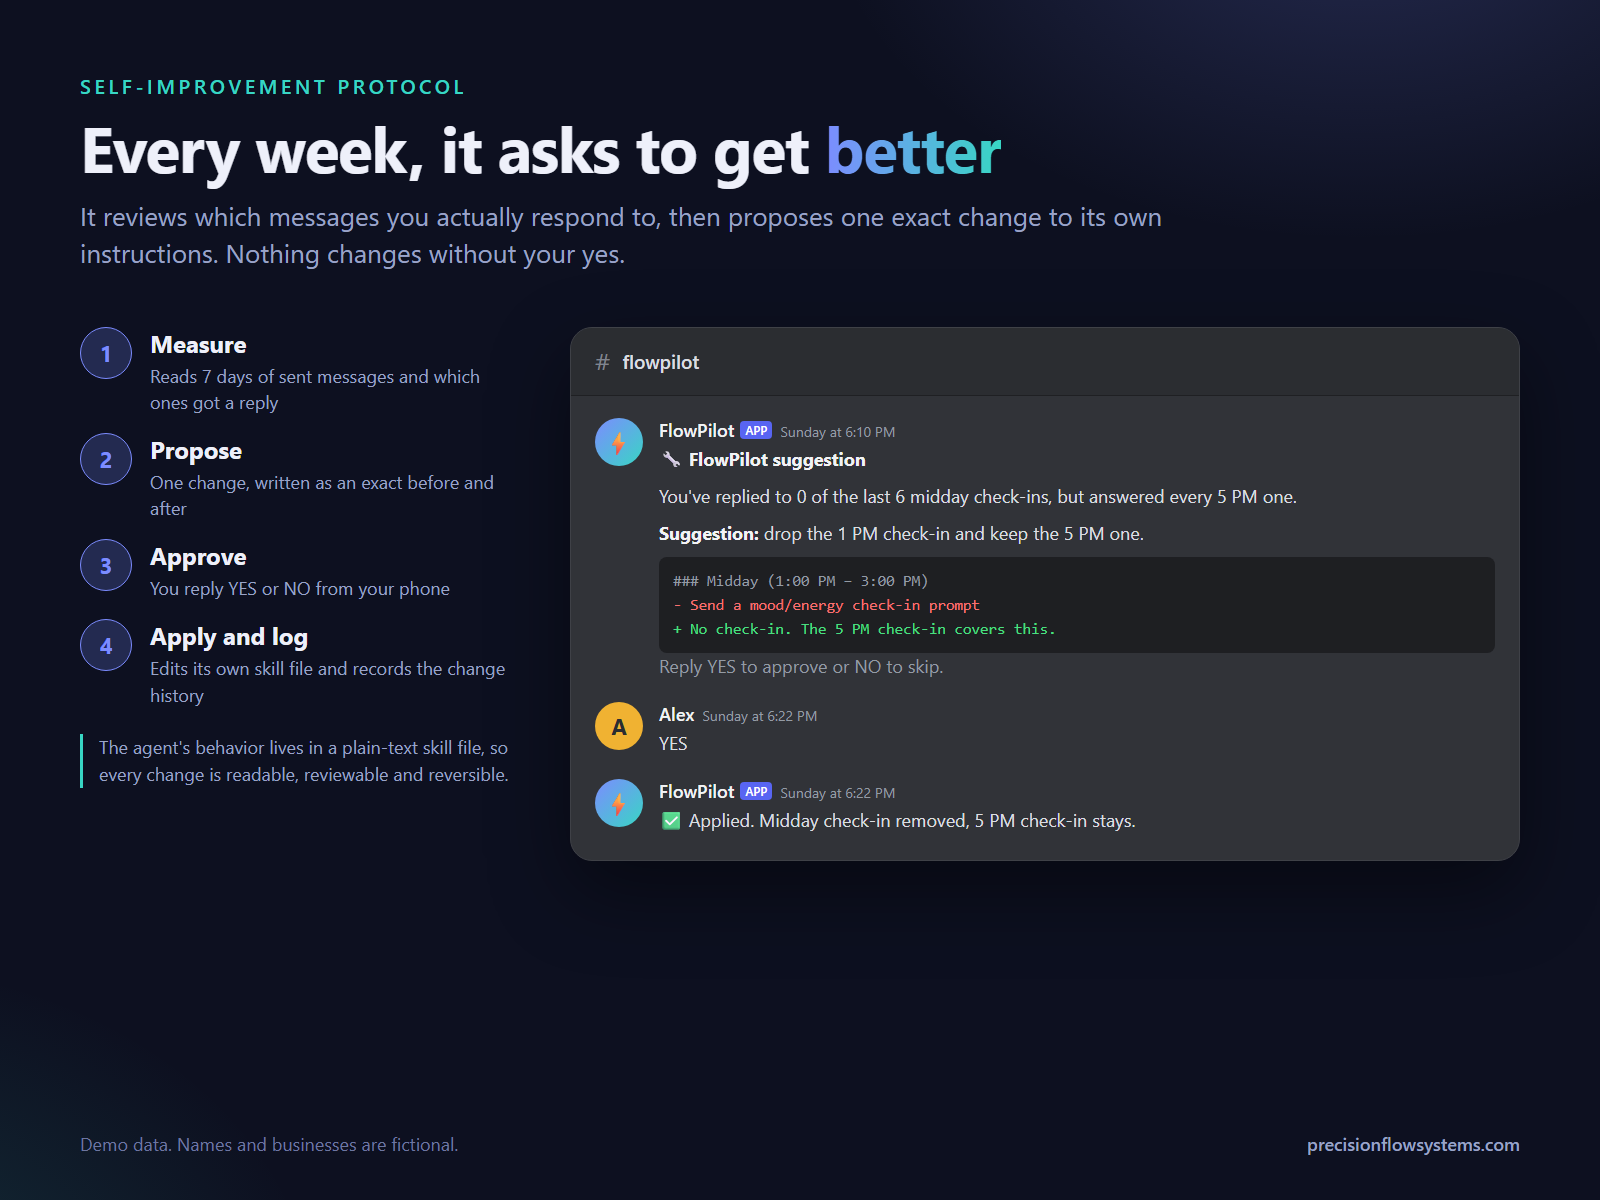 SELF-IMPROVEMENT PROTOCOL
Every week, it asks to get better
It reviews which messages you actually respond to, then proposes one exact change to its own
instructions. Nothing changes without your yes.
1
Measure
Reads 7 days of sent messages and which
ones got a reply
2
Propose
One change, written as an exact before and
after
3
Approve
You reply YES or NO from your phone
4
Apply and log
Edits its own skill file and records the change
history
The agent's behavior lives in a plain-text skill file, so
every change is readable, reviewable and reversible.
# flowpilot
FlowPilot APP Sunday at 6:10 PM
🔧 FlowPilot suggestion
You've replied to 0 of the last 6 midday check-ins, but answered every 5 PM one.
Suggestion: drop the 1 PM check-in and keep the 5 PM one.
### Midday (1:00 PM – 3:00 PM)
- Send a mood/energy check-in prompt
+ No check-in. The 5 PM check-in covers this.
Reply YES to approve or NO to skip.
A
Alex Sunday at 6:22 PM
YES
FlowPilot APP Sunday at 6:22 PM
✅ Applied. Midday check-in removed, 5 PM check-in stays.
Demo data. Names and businesses are fictional.
precisionflowsystems.com